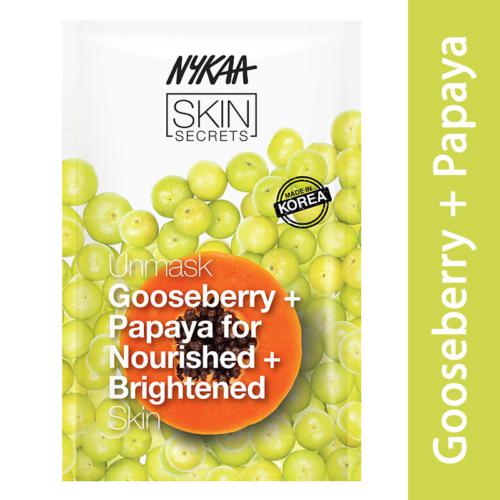 NYKAA
SKIN
SECRETS
MADE IN
KOREA
Unmask
Gooseberry +
Papaya for
Nourished +
Brightened
Skin
Gooseberry + Papaya